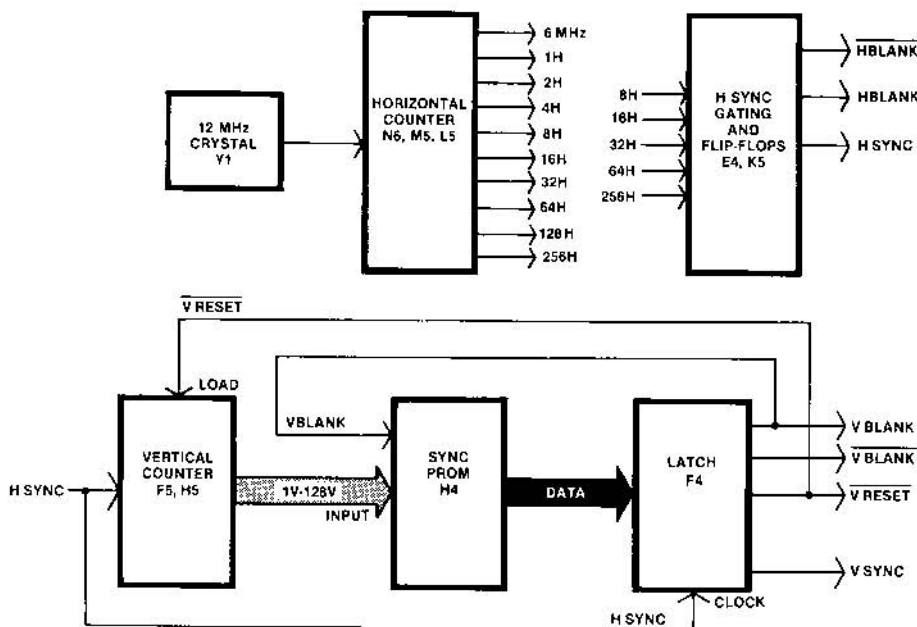 12 MHz
CRYSTAL
Y1
HORIZONTAL
COUNTER
N6, M5, L5
6 MHz
1H
2H
4H
8H
16H
32H
64H
128H
256H
8H
16H
32H
64H
256H
H SYNC
GATING
AND
FLIP-FLOPS
E4, K5
HBLANK
HBLANK
H SYNC
V RESET
LOAD
H SYNC
VERTICAL
COUNTER
F5, H5
1V-128V
INPUT
VBLANK
SYNC
PROM
H4
DATA
LATCH
F4
H SYNC
CLOCK
V BLANK
V BLANK
V RESET
V SYNC